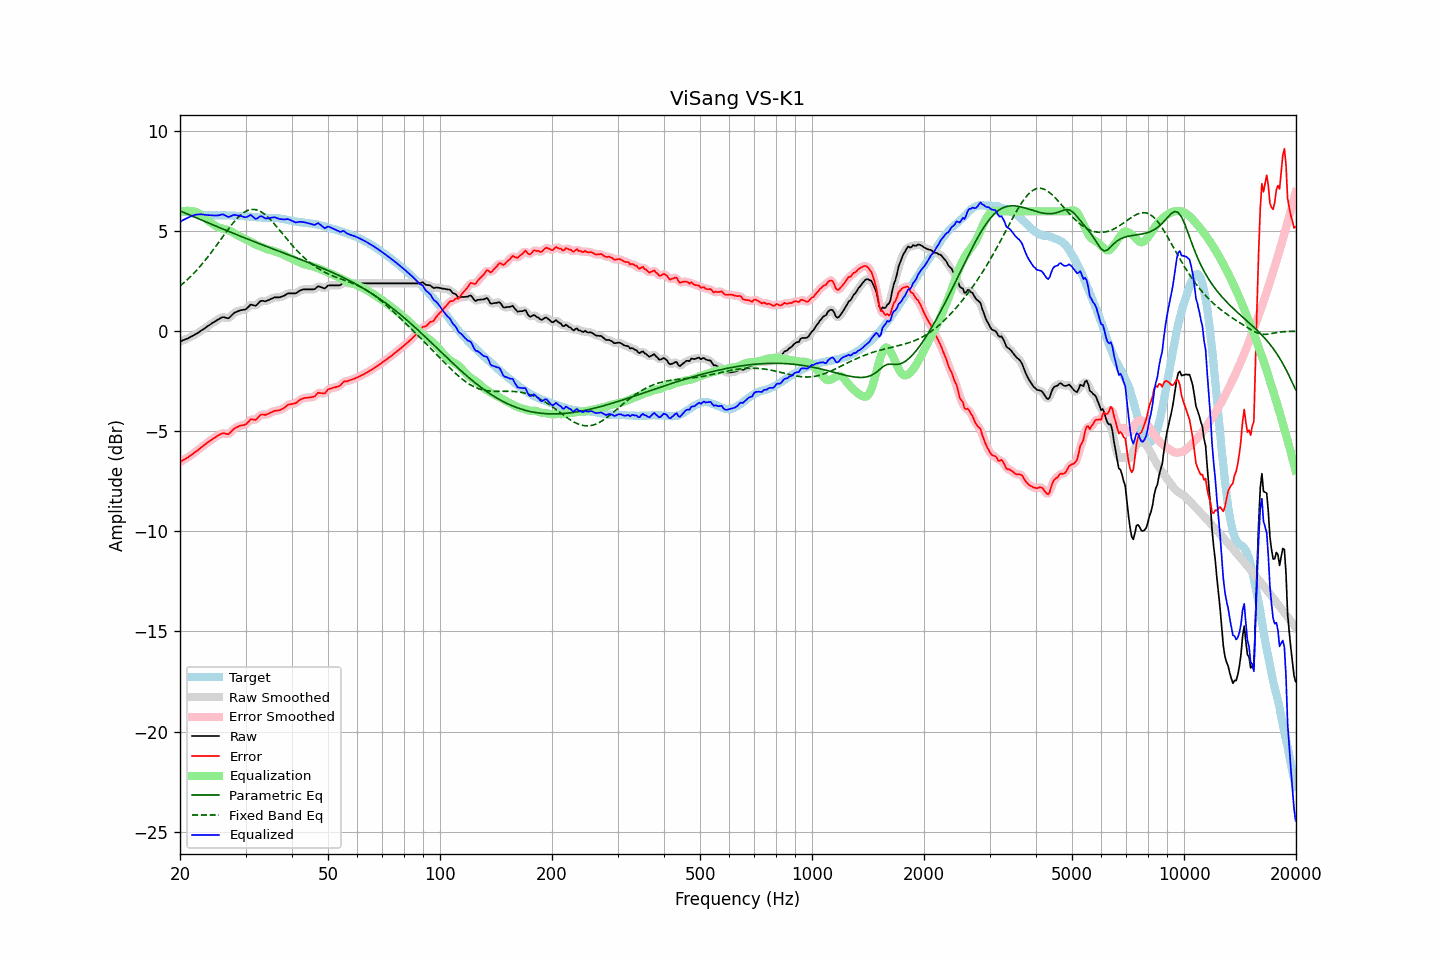 ViSang VS-K1
10
5
0
−5
−10
−15
−20
−25
Amplitude (dBr)
Target
Raw Smoothed
Error Smoothed
Raw
Error
Equalization
Parametric Eq
Fixed Band Eq
Equalized
20 50 100 200 500 1000 2000 5000 10000 20000
Frequency (Hz)